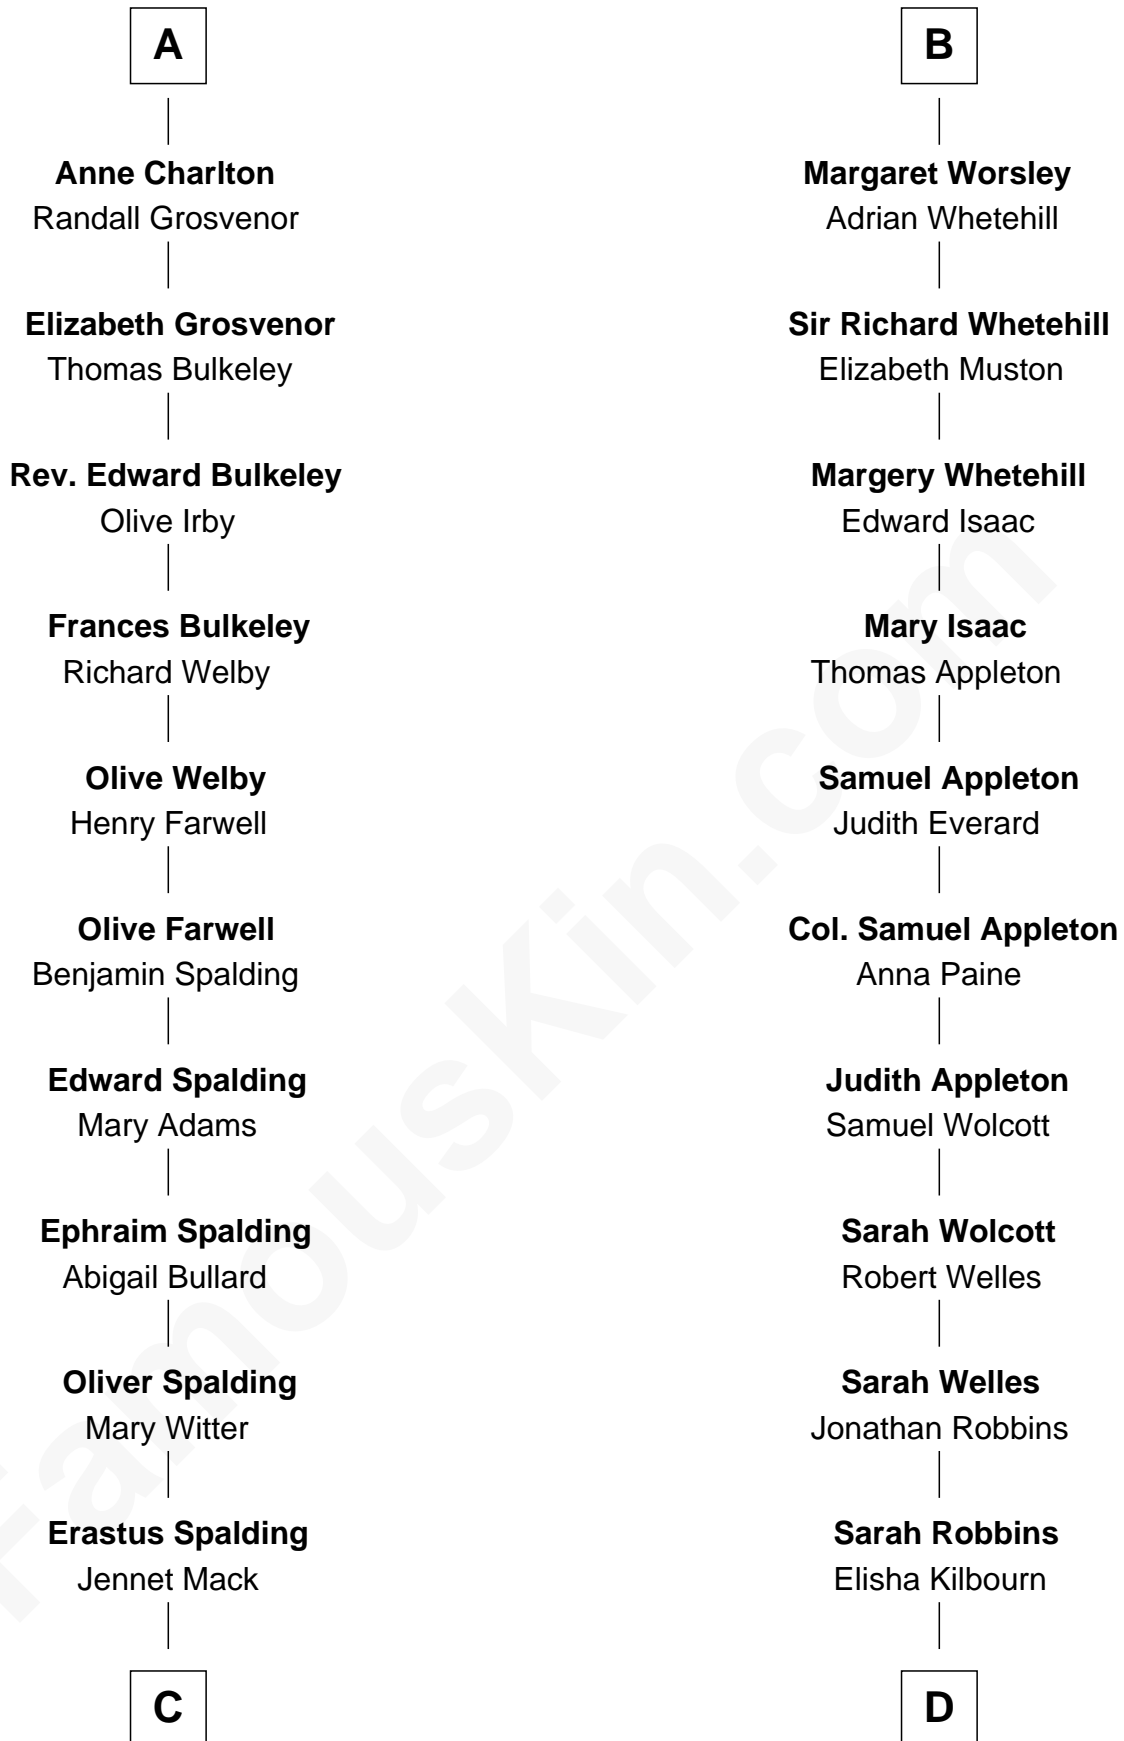 A
Anne Charlton
Randall Grosvenor
Elizabeth Grosvenor
Thomas Bulkeley
Rev. Edward Bulkeley
Olive Irby
Frances Bulkeley
Richard Welby
Olive Welby
Henry Farwell
Olive Farwell
Benjamin Spalding
Edward Spalding
Mary Adams
Ephraim Spalding
Abigail Bullard
Oliver Spalding
Mary Witter
Erastus Spalding
Jennet Mack
C
B
Margaret Worsley
Adrian Whetehill
Sir Richard Whetehill
Elizabeth Muston
Margery Whetehill
Edward Isaac
Mary Isaac
Thomas Appleton
Samuel Appleton
Judith Everard
Col. Samuel Appleton
Anna Paine
Judith Appleton
Samuel Wolcott
Sarah Wolcott
Robert Welles
Sarah Welles
Jonathan Robbins
Sarah Robbins
Elisha Kilbourn
D
FamousKin.com